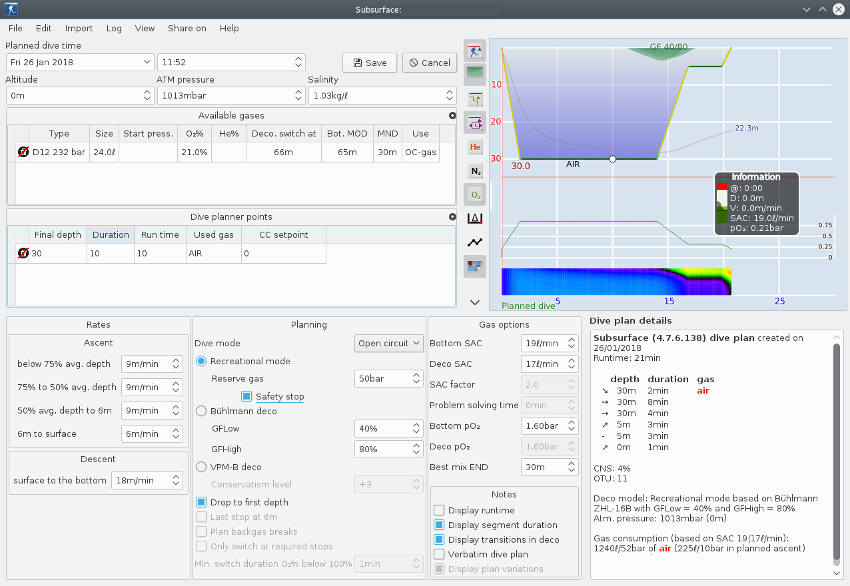 Subsurface:
File Edit Import Log View Share on Help
Planned dive time
Fri 26 Jan 2018 11:52 Save Cancel
Altitude ATM pressure Salinity
0m 1013mbar 1.03kg/ℓ
Available gases
Type Size Start press. O₂% He% Deco. switch at Bot. MOD MND Use
D12 232 bar 24.0ℓ 21.0% 66m 65m 30m OC-gas
Dive planner points
Final depth Duration Run time Used gas CC setpoint
30 10 10 AIR 0
He
N₂
O₂
GF 40/80
10
20
30
22.3m
30.0 AIR
Information
@: 0:00
D: 0.0m
V: 0.0m/min
SAC: 19.0ℓ/min
pO₂: 0.21bar
0.75
0.5
0.25
0
Planned dive 5 15 25
Rates
Ascent
below 75% avg. depth 9m/min
75% to 50% avg. depth 9m/min
50% avg. depth to 6m 9m/min
6m to surface 6m/min
Descent
surface to the bottom 18m/min
Planning
Dive mode Open circuit
Recreational mode
Reserve gas 50bar
Safety stop
Bühlmann deco
GFLow 40%
GFHigh 80%
VPM-B deco
Conservatism level +3
Drop to first depth
Last stop at 6m
Plan backgas breaks
Only switch at required stops
Min. switch duration O₂% below 100% 1min
Gas options
Bottom SAC 19ℓ/min
Deco SAC 17ℓ/min
SAC factor 2.0
Problem solving time 0min
Bottom pO₂ 1.60bar
Deco pO₂ 1.60bar
Best mix END 30m
Notes
Display runtime
Display segment duration
Display transitions in deco
Verbatim dive plan
Display plan variations
Dive plan details
Subsurface (4.7.6.138) dive plan created on
26/01/2018
Runtime: 21min
depth duration gas
➘ 30m 2min air
➙ 30m 8min
➙ 30m 4min
➚ 5m 3min
- 5m 3min
➚ 0m 1min
CNS: 4%
OTU: 11
Deco model: Recreational mode based on Bühlmann
ZHL-16B with GFLow = 40% and GFHigh = 80%
Atm. pressure: 1013mbar (0m)
Gas consumption (based on SAC 19|17ℓ/min):
1240ℓ/52bar of air (225ℓ/10bar in planned ascent)